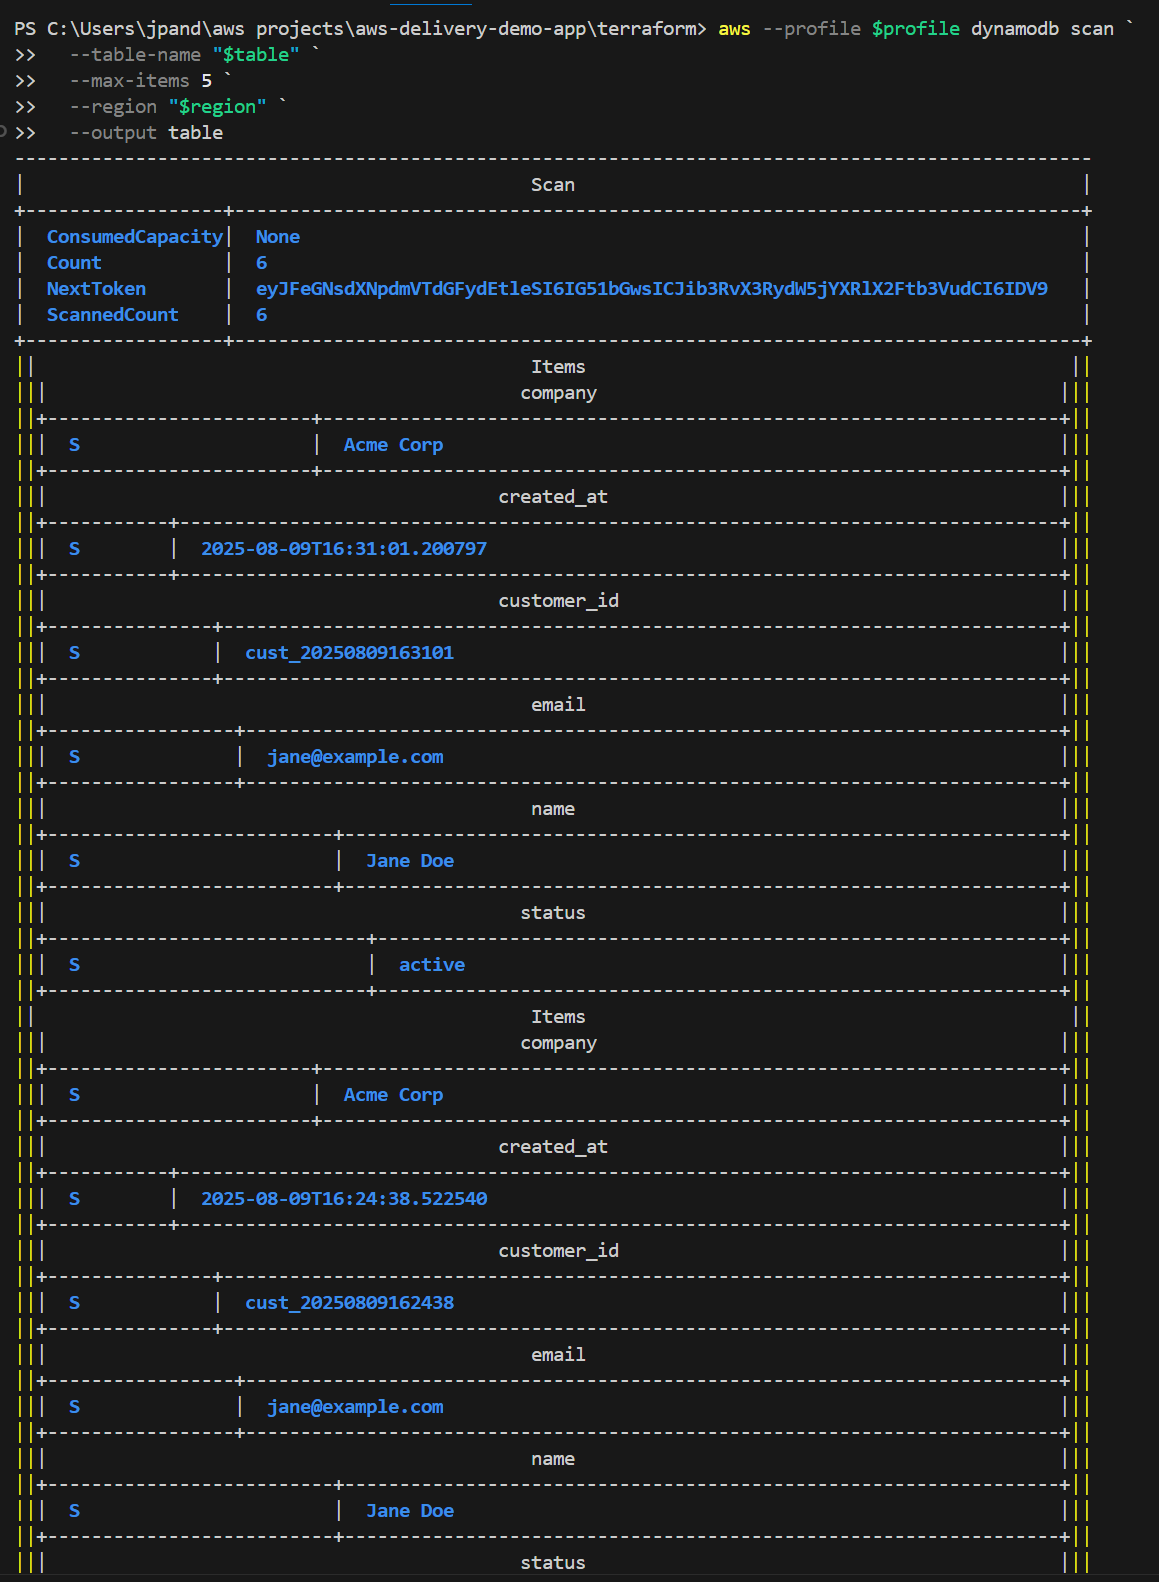 PS C:\Users\jpand\aws projects\aws-delivery-demo-app\terraform> aws --profile $profile dynamodb scan `
>>   --table-name "$table" `
>>   --max-items 5 `
>>   --region "$region" `
>>   --output table
Scan
ConsumedCapacity| None
Count | 6
NextToken | eyJFeGNsdXNpdmVTdGFydEtleSI6IG51bGwsICJib3RvX3RydW5jYXRlX2Ftb3VudCI6IDV9
ScannedCount | 6
Items
company
S | Acme Corp
created_at
S | 2025-08-09T16:31:01.200797
customer_id
S | cust_20250809163101
email
S | jane@example.com
name
S | Jane Doe
status
S | active
Items
company
S | Acme Corp
created_at
S | 2025-08-09T16:24:38.522540
customer_id
S | cust_20250809162438
email
S | jane@example.com
name
S | Jane Doe
status